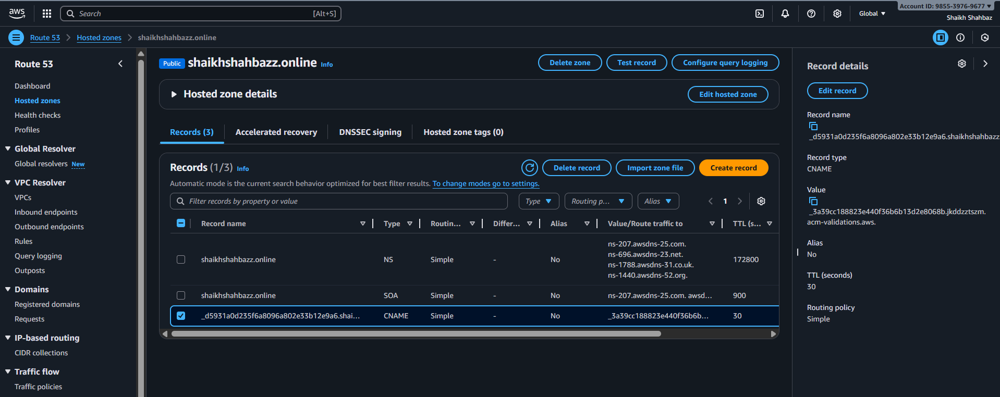 aws
Search
[Alt+S]
Global
Account ID: 9855-3976-9677
Shaikh Shahbaz
Route 53
Hosted zones
shaikhshahbazz.online
Route 53
Dashboard
Hosted zones
Health checks
Profiles
Global Resolver
Global resolvers New
VPC Resolver
VPCs
Inbound endpoints
Outbound endpoints
Rules
Query logging
Outposts
Domains
Registered domains
Requests
IP-based routing
CIDR collections
Traffic flow
Traffic policies
Public shaikhshahbazz.online Info
Delete zone
Test record
Configure query logging
Hosted zone details
Edit hosted zone
Records (3)
Accelerated recovery
DNSSEC signing
Hosted zone tags (0)
Records (1/3) Info
Delete record
Import zone file
Create record
Automatic mode is the current search behavior optimized for best filter results. To change modes go to settings.
Filter records by property or value
Type
Routing p...
Alias
1
Record name Type Routin... Differ... Alias Value/Route traffic to TTL (s...
shaikhshahbazz.online NS Simple - No ns-207.awsdns-25.com.
ns-696.awsdns-23.net.
ns-1788.awsdns-31.co.uk.
ns-1440.awsdns-52.org.
172800
shaikhshahbazz.online SOA Simple - No ns-207.awsdns-25.com. awsd... 900
_d5931a0d235f6a8096a802e33b12e9a6.shai... CNAME Simple - No _3a39cc188823e440f36b6b... 30
Record details
Edit record
Record name
_d5931a0d235f6a8096a802e33b12e9a6.shaikhshahbazz
Record type
CNAME
Value
_3a39cc188823e440f36b6b13d2e8068b.jkddzztszm.
acm-validations.aws.
Alias
No
TTL (seconds)
30
Routing policy
Simple